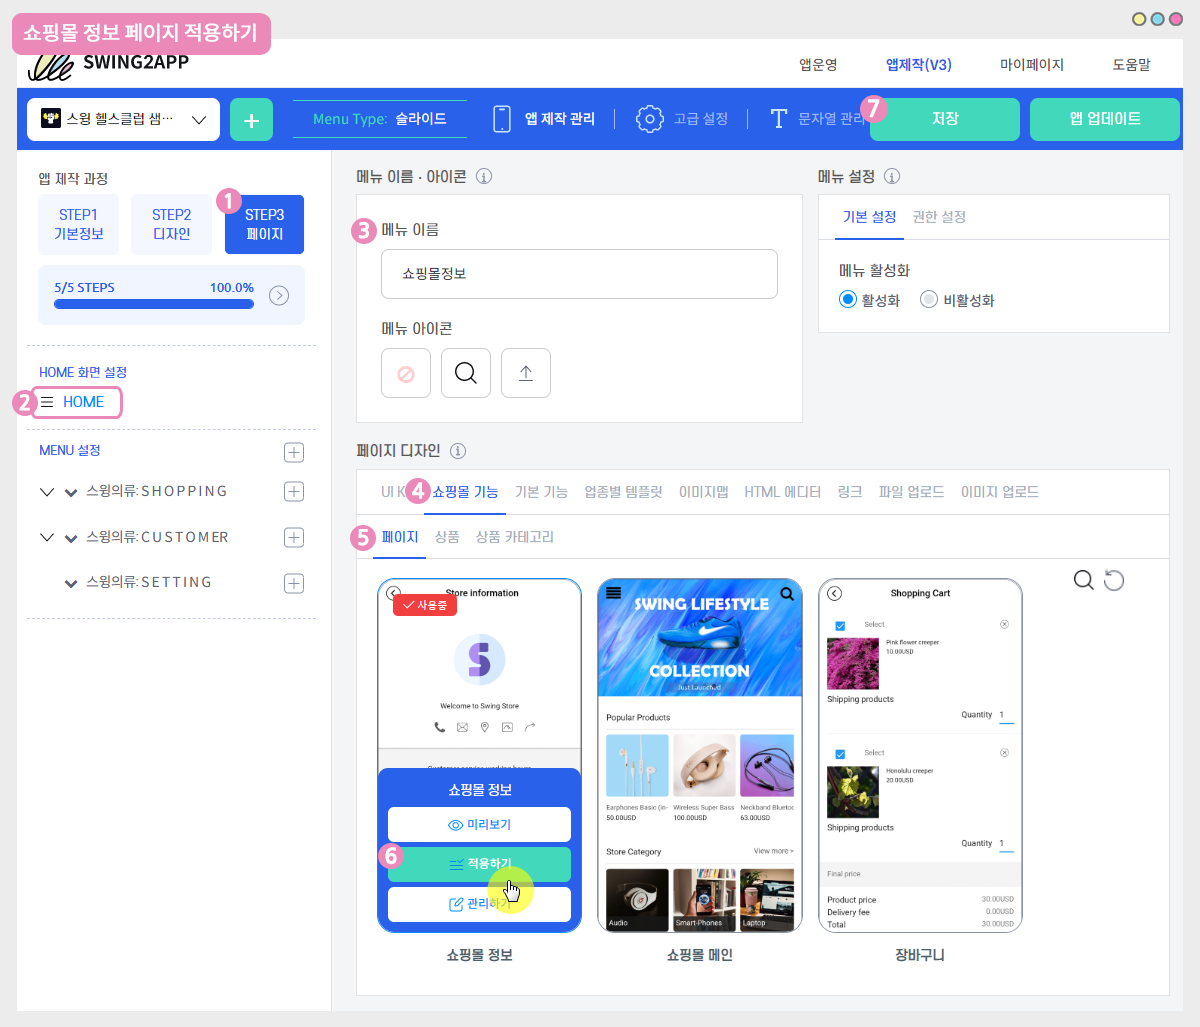 쇼핑몰 정보 페이지 적용하기
SWING2APP
앱운영
앱제작(V3)
마이페이지
도움말
스윙 헬스클럽 샘···
+
Menu Type: 슬라이드
앱 제작 관리
고급 설정
문자열 관리
7
저장
앱 업데이트
앱 제작 과정
1
STEP1
기본정보
STEP2
디자인
STEP3
페이지
5/5 STEPS
100.0%
HOME 화면 설정
2
HOME
MENU 설정
스윙의류:SHOPPING
스윙의류:CUSTOMER
스윙의류:SETTING
메뉴 이름 · 아이콘
3
메뉴 이름
쇼핑몰정보
메뉴 아이콘
메뉴 설정
기본 설정
권한 설정
메뉴 활성화
활성화
비활성화
페이지 디자인
UI K
4
쇼핑몰 기능
기본 기능
업종별 템플릿
이미지맵
HTML 에디터
링크
파일 업로드
이미지 업로드
5
페이지
상품
상품 카테고리
Store information
사용중
S
Welcome to Swing Store
쇼핑몰 정보
미리보기
6
적용하기
관리하기
쇼핑몰 정보
SWING LIFESTYLE
COLLECTION
Just Launched
Popular Products
Earphones Basic (In-
50.00USD
Wireless Super Bass
100.00USD
Neckband Bluetoo
63.00USD
Store Category
View more >
Audio
Smart-Phones
Laptop
쇼핑몰 메인
Shopping Cart
Select
Pink flower creeper
10.00USD
Shipping products
Quantity 1
Select
Honolulu creeper
20.00USD
Shipping products
Quantity 1
Final price
Product price 30.00USD
Delivery fee 0.00USD
Total 30.00USD
장바구니